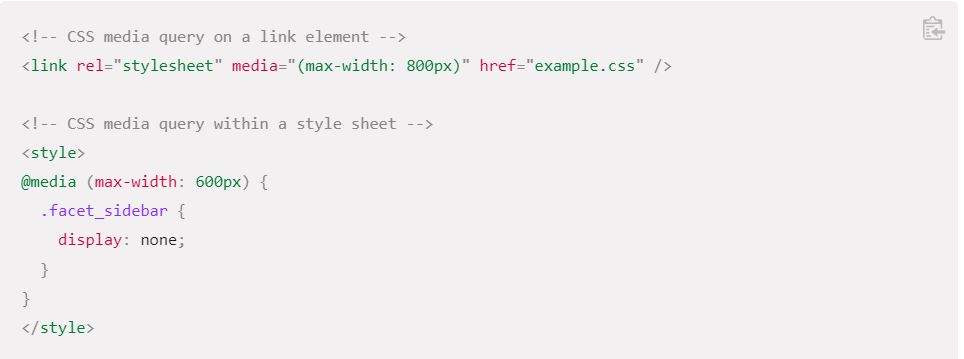 <!-- CSS media query on a link element -->
<link rel="stylesheet" media="(max-width: 800px)" href="example.css" />

<!-- CSS media query within a style sheet -->
<style>
@media (max-width: 600px) {
  .facet_sidebar {
    display: none;
  }
}
</style>